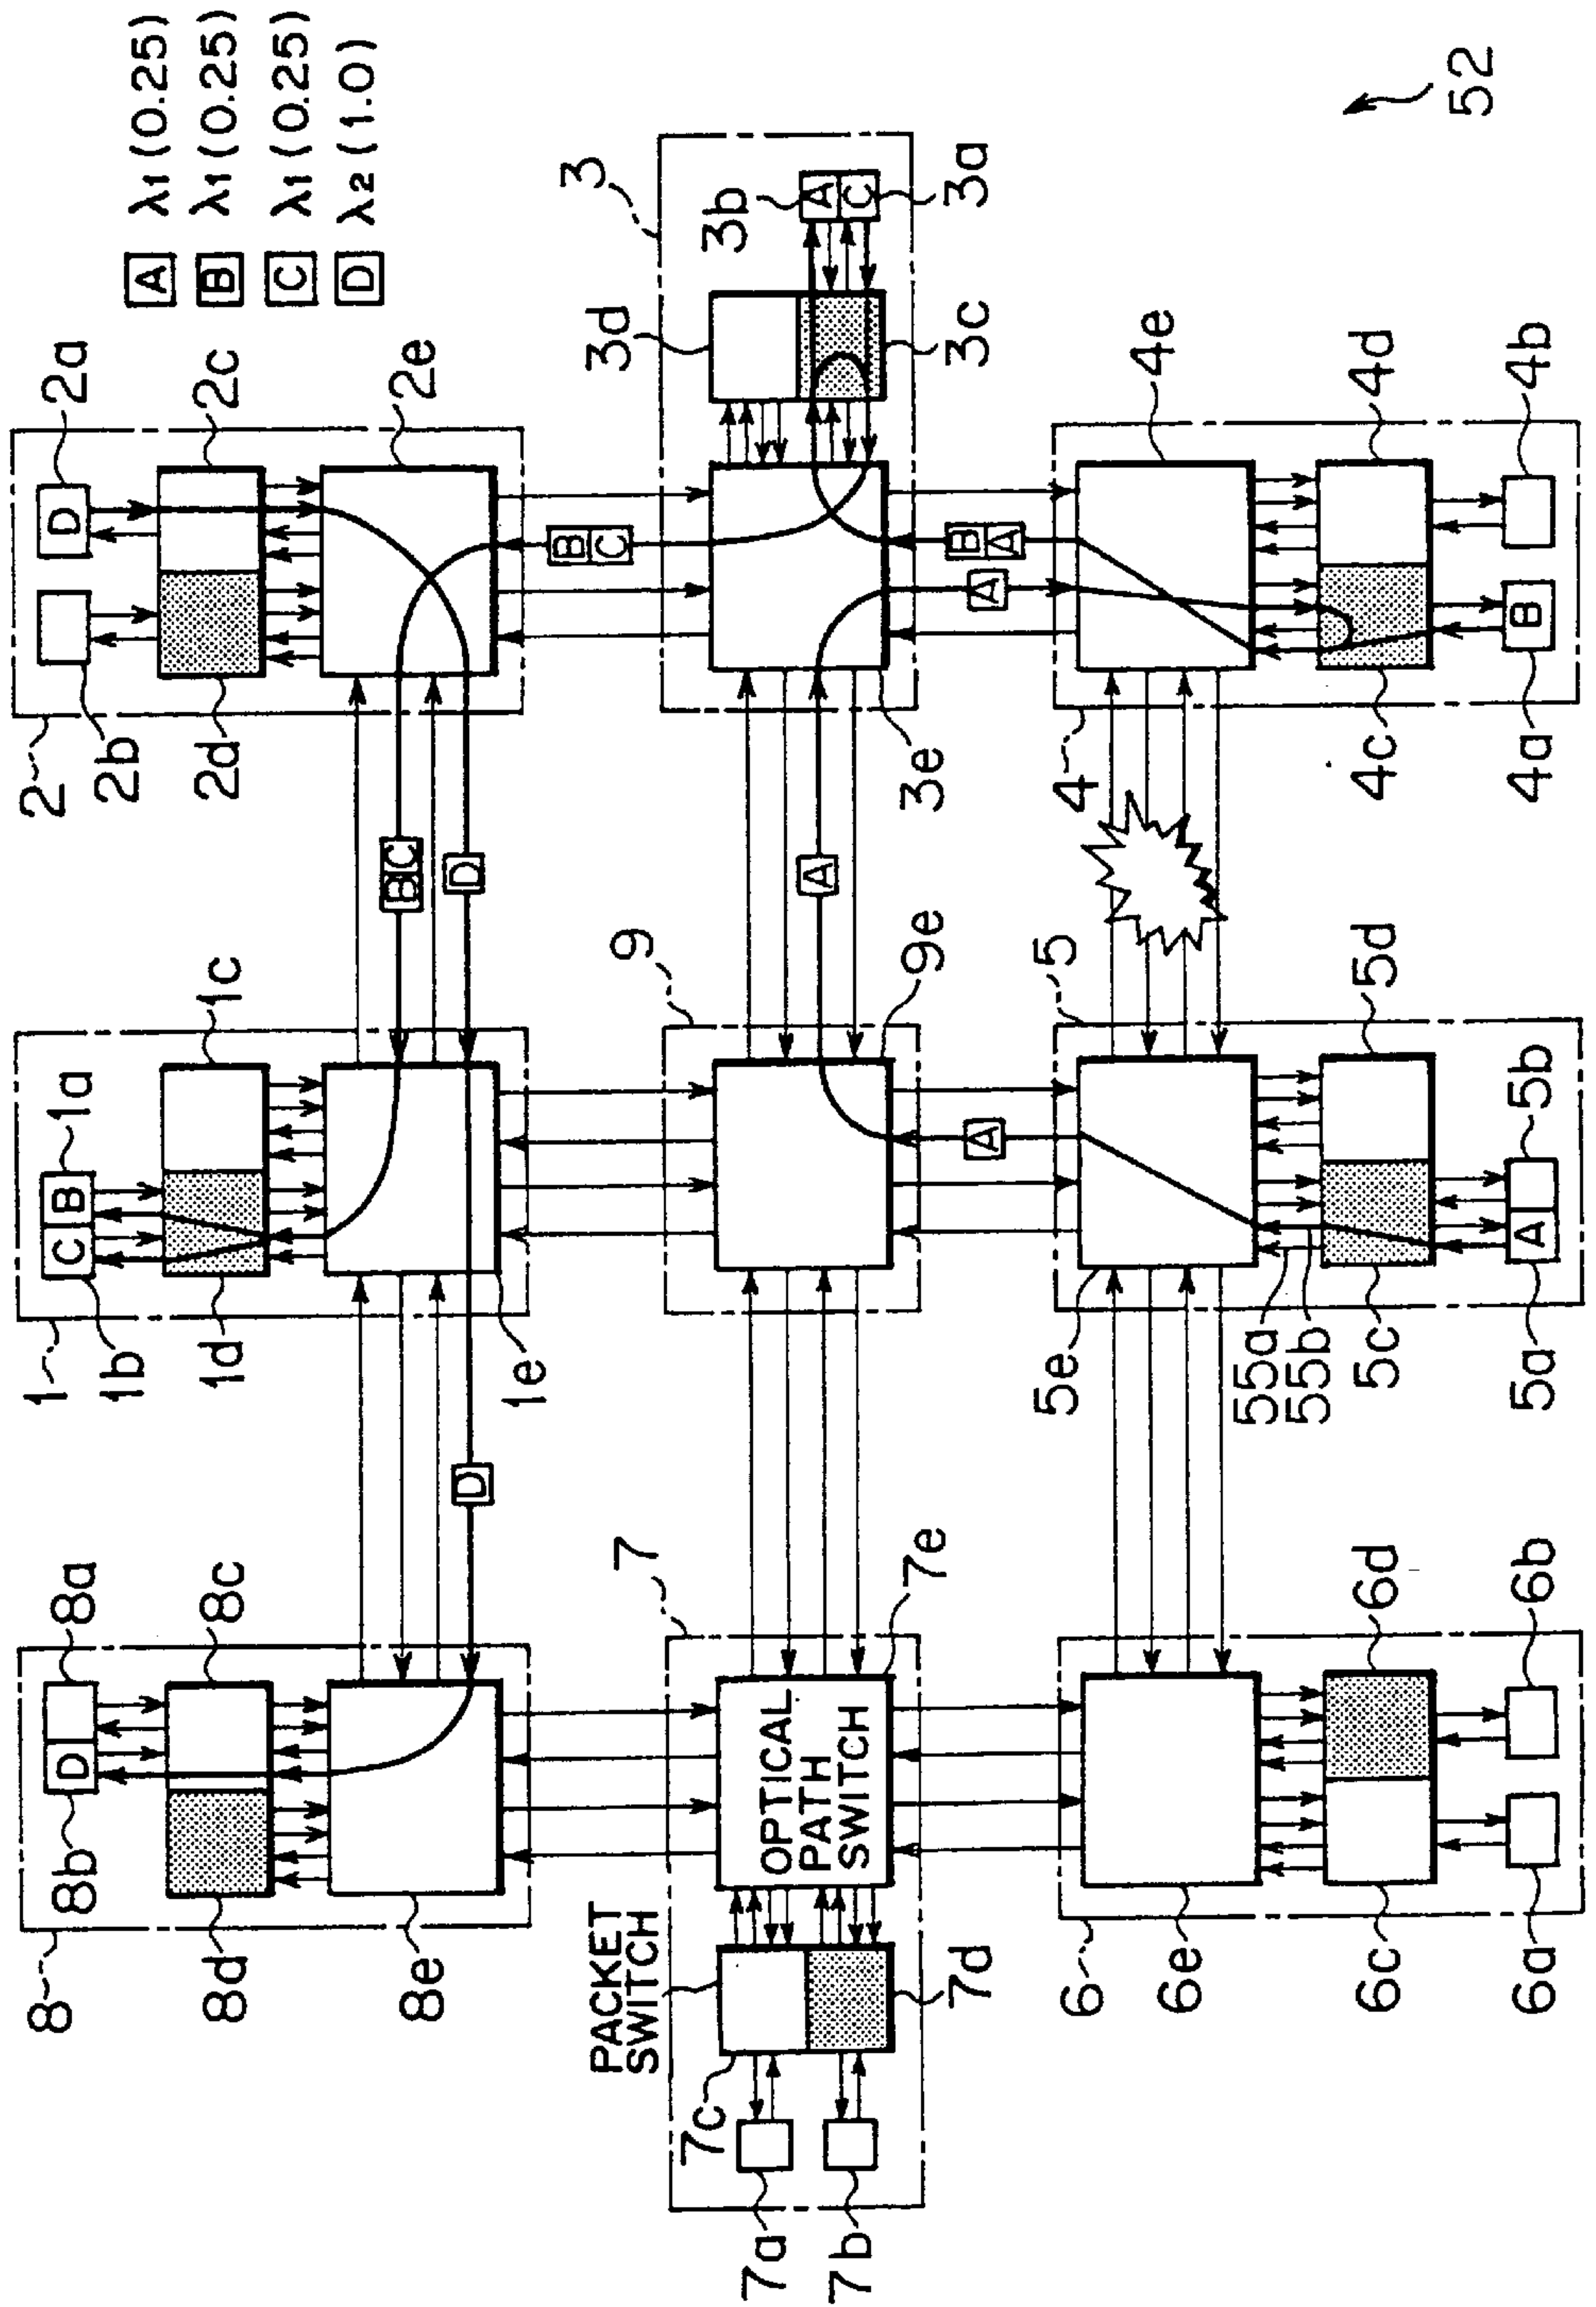 8 8b 8a 1 1b 1a 2 2b 2a
D C B D
8d 8c 1d 1c 2d 2c
A λ1(0.25)
B λ1(0.25)
C λ1(0.25)
D λ2(1.0)
8e 1e 2e
B C
D D
B C
PACKET
SWITCH
7 9 3
7c 3d 3b
7a
OPTICAL
PATH
SWITCH
A A
C
7b 7d 7e 9e 3e 3c 3a
A A B A
6 5e 5 4
6e 4e
55a
55b
6c 6d 5c 5d 4c 4d
A B
6a 6b 5a 5b 4a 4b
52